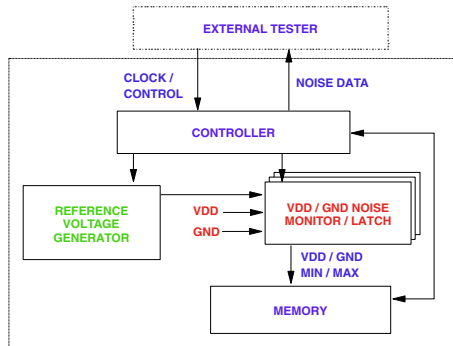 EXTERNAL TESTER
CLOCK /
CONTROL
NOISE DATA
CONTROLLER
REFERENCE
VOLTAGE
GENERATOR
VDD
GND
VDD / GND NOISE
MONITOR / LATCH
VDD / GND
MIN / MAX
MEMORY